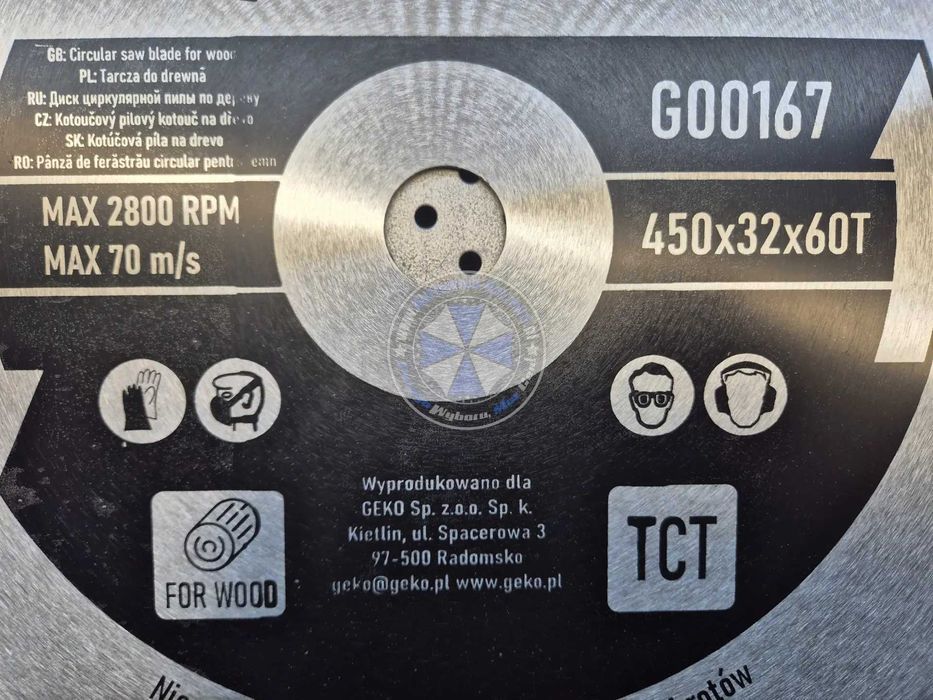 GB: Circular saw blade for wood
PL: Tarcza do drewna
RU: Диск циркулярной пилы по дереву
CZ: Kotoučový pilový kotouč na dřevo
SK: Kotúčová píla na drevo
RO: Pânză de ferăstrău circular pentru
MAX 2800 RPM
MAX 70 m/s
G00167
450x32x60T
Wyboru,
Wyprodukowano dla
GEKO Sp. z.o.o. Sp. k.
Kietlin, ul. Spacerowa 3
97-500 Radomsko
geko@geko.pl www.geko.pl
FOR WOOD
TCT